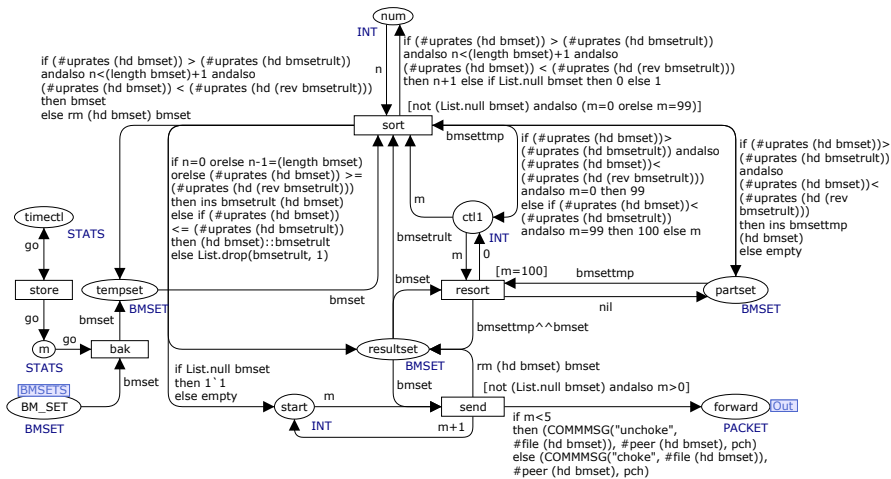 num
INT
if (#uprates (hd bmset)) > (#uprates (hd bmsetrult))
andalso n<(length bmset)+1 andalso
(#uprates (hd bmset)) < (#uprates (hd (rev bmsetrult)))
then bmset
else rm (hd bmset) bmset
n
if (#uprates (hd bmset)) > (#uprates (hd bmsetrult))
andalso n<(length bmset)+1 andalso
(#uprates (hd bmset)) < (#uprates (hd (rev bmsetrult)))
then n+1 else if List.null bmset then 0 else 1
[not (List.null bmset) andalso (m=0 orelse m=99)]
sort
bmsettmp
if n=0 orelse n-1=(length bmset)
orelse (#uprates (hd bmset)) >=
(#uprates (hd (rev bmsetrult)))
then ins bmsetrult (hd bmset)
else if (#uprates (hd bmset))
<= (#uprates (hd bmsetrult))
then (hd bmset)::bmsetrult
else List.drop(bmsetrult, 1)
if (#uprates (hd bmset))>
(#uprates (hd bmsetrult)) andalso
(#uprates (hd bmset))<
(#uprates (hd (rev bmsetrult)))
andalso m=0 then 99
else if (#uprates (hd bmset))<
(#uprates (hd bmsetrult))
andalso m=99 then 100 else m
if (#uprates (hd bmset))>
(#uprates (hd bmsetrult))
andalso
(#uprates (hd bmset))<
(#uprates (hd (rev
bmsetrult)))
then ins bmsettmp
(hd bmset)
else empty
timectl
STATS
go
m
ctl1
INT
bmsetrult
m
0
store
tempset
BMSET
bmset
bmset
resort
[m=100]
bmsettmp
nil
partset
BMSET
go
bmset
m
STATS
go
bak
bmset
resultset
BMSET
bmsettmp^^bmset
BMSETS
BM_SET
BMSET
if List.null bmset
then 1`1
else empty
bmset
rm (hd bmset) bmset
[not (List.null bmset) andalso m>0]
start
INT
m
send
m+1
forward
Out
PACKET
if m<5
then (COMMMSG("unchoke",
#file (hd bmset)), #peer (hd bmset), pch)
else (COMMMSG("choke", #file (hd bmset)),
#peer (hd bmset), pch)